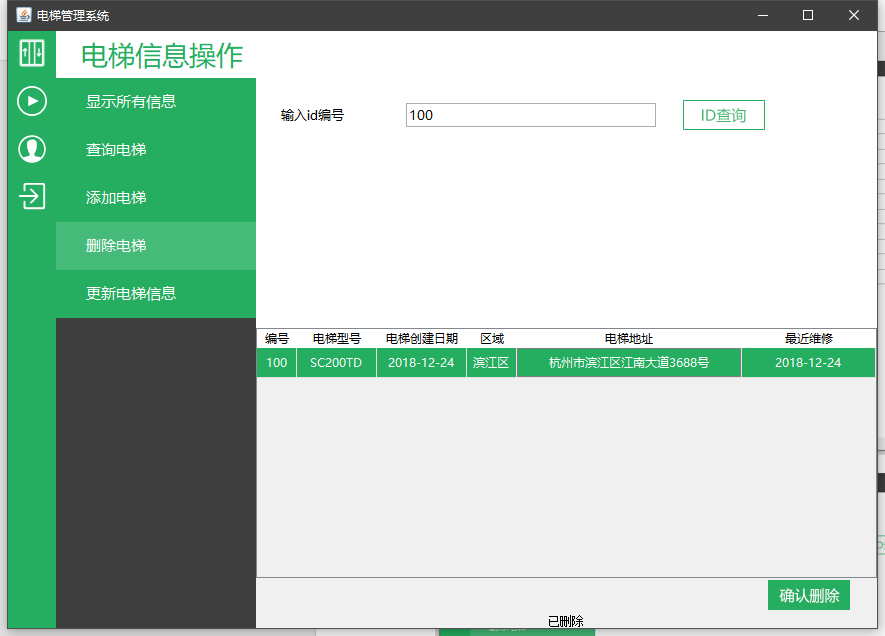 电梯管理系统
电梯信息操作
显示所有信息
查询电梯
添加电梯
删除电梯
更新电梯信息
输入id编号 100 ID查询
编号 电梯型号 电梯创建日期 区域 电梯地址 最近维修
100 SC200TD 2018-12-24 滨江区 杭州市滨江区江南大道3688号 2018-12-24
确认删除
已删除